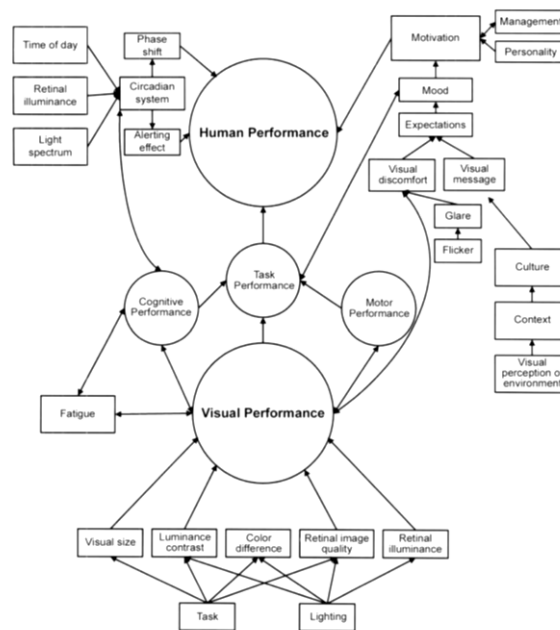 Time of day
Phase
shift
Motivation
Management
Personality
Retinal
illuminance
Circadian
system
Mood
Light
spectrum
Alerting
effect
Human Performance
Expectations
Visual
discomfort
Visual
message
Glare
Flicker
Culture
Cognitive
Performance
Task
Performance
Motor
Performance
Context
Visual
perception o
environment
Fatigue
Visual Performance
Visual size
Luminance
contrast
Color
difference
Retinal image
quality
Retinal
illuminance
Task
Lighting